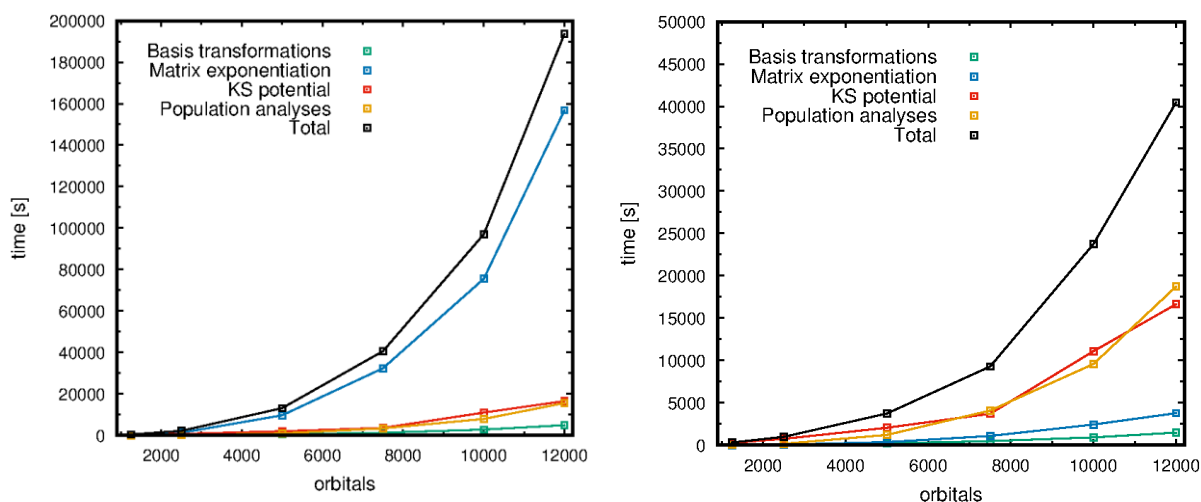 200000
180000
160000
140000
120000
100000
80000
60000
40000
20000
0
time [s]
Basis transformations
Matrix exponentiation
KS potential
Population analyses
Total
2000 4000 6000 8000 10000 12000
orbitals
50000
45000
40000
35000
30000
25000
20000
15000
10000
5000
0
time [s]
Basis transformations
Matrix exponentiation
KS potential
Population analyses
Total
2000 4000 6000 8000 10000 12000
orbitals